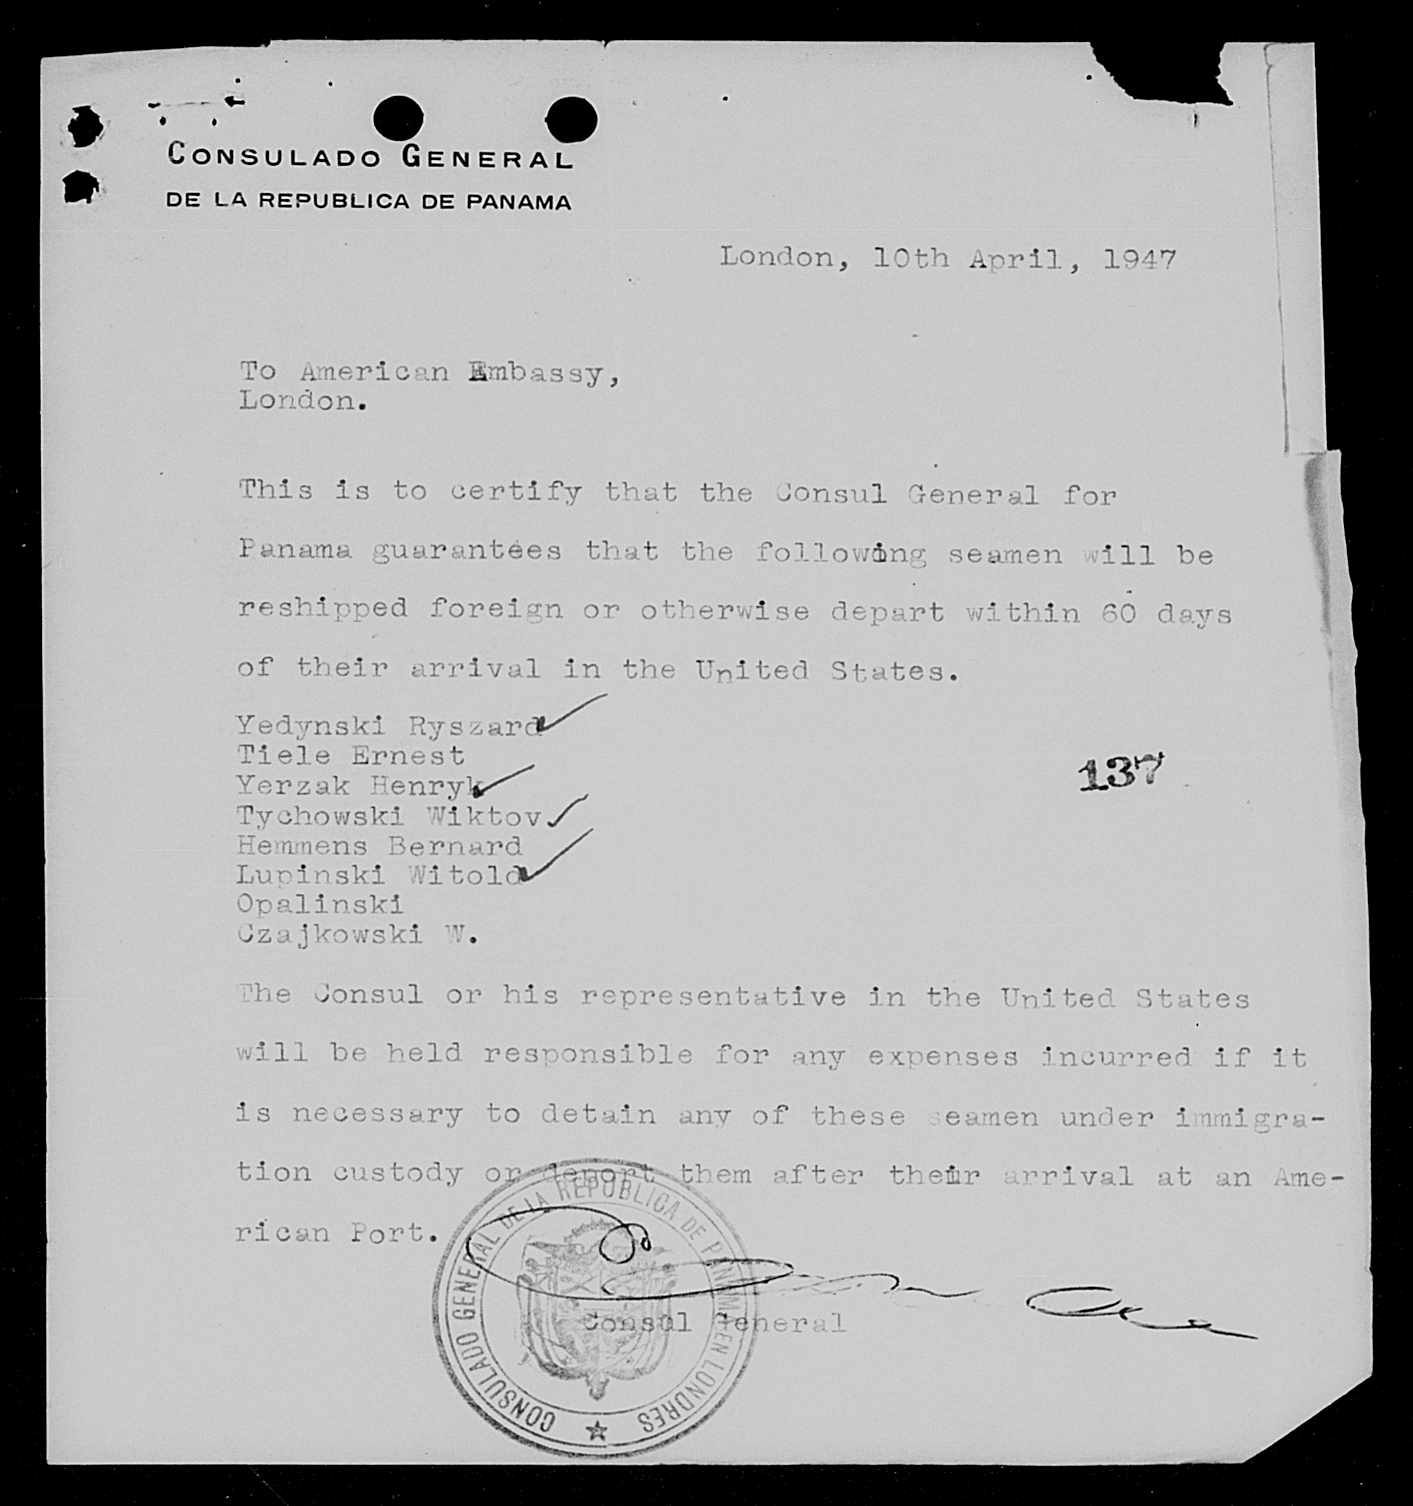 CONSULADO GENERAL
DE LA REPUBLICA DE PANAMA
London, 10th April, 1947
To American Embassy,
London.
This is to certify that the Consul General for
Panama guarantees that the following seamen will be
reshipped foreign or otherwise depart within 60 days
of their arrival in the United States.
Yedynski Ryszard
Tiele Ernest
137
Yerzak Henryk
Tychowski Wiktov
Hemmens Bernard
Lupinski Witold
Opalinski
Czajkowski W.
The Consul or his representative in the United States
will be held responsible for any expenses incurred if it
is necessary to detain any of these seamen under immigra-
tion custody or deport them after their arrival at an Ame-
rican Port.
Consul General
CONSULADO GENERAL DE LA REPUBLICA DE PANAMA EN LONDRES